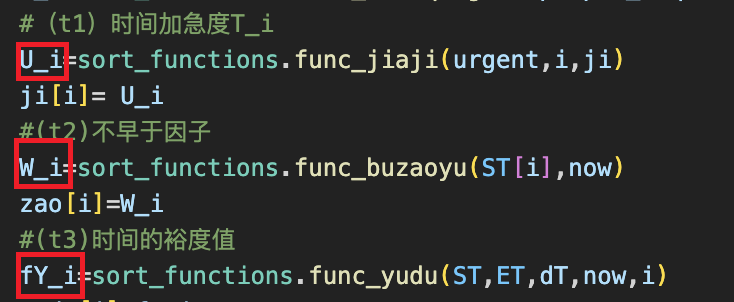 # （t1）时间加急度T_i
U_i=sort_functions.func_jiaji(urgent,i,ji)
ji[i]= U_i
#(t2)不早于因子
W_i=sort_functions.func_buzaoyu(ST[i],now)
zao[i]=W_i
#(t3)时间的裕度值
fY_i=sort_functions.func_yudu(ST,ET,dT,now,i)